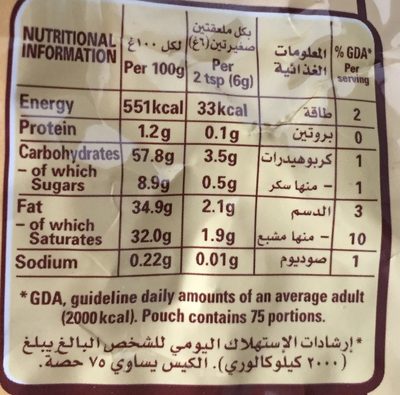 NUTRITIONAL INFORMATION | لكل ١٠٠غ Per 100g | بكل ملعقتين صغيرتين (٦غ) Per 2 tsp (6g) | المعلومات الغذائية | % GDA* Per serving
Energy 551kcal 33kcal طاقة 2
Protein 1.2g 0.1g بروتين 0
Carbohydrates 57.8g 3.5g كربوهيدرات 1
– of which
Sugars 8.9g 0.5g – منها سكر 1
Fat 34.9g 2.1g الدسم 3
– of which
Saturates 32.0g 1.9g – منها مشبع 10
Sodium 0.22g 0.01g صوديوم 1
*GDA, guideline daily amounts of an average adult
(2000kcal). Pouch contains 75 portions.
*إرشادات الإستهلاك اليومي للشخص البالغ يبلغ
(٢٠٠٠ كيلوكالوري). الكيس يساوي ٧٥ حصة.